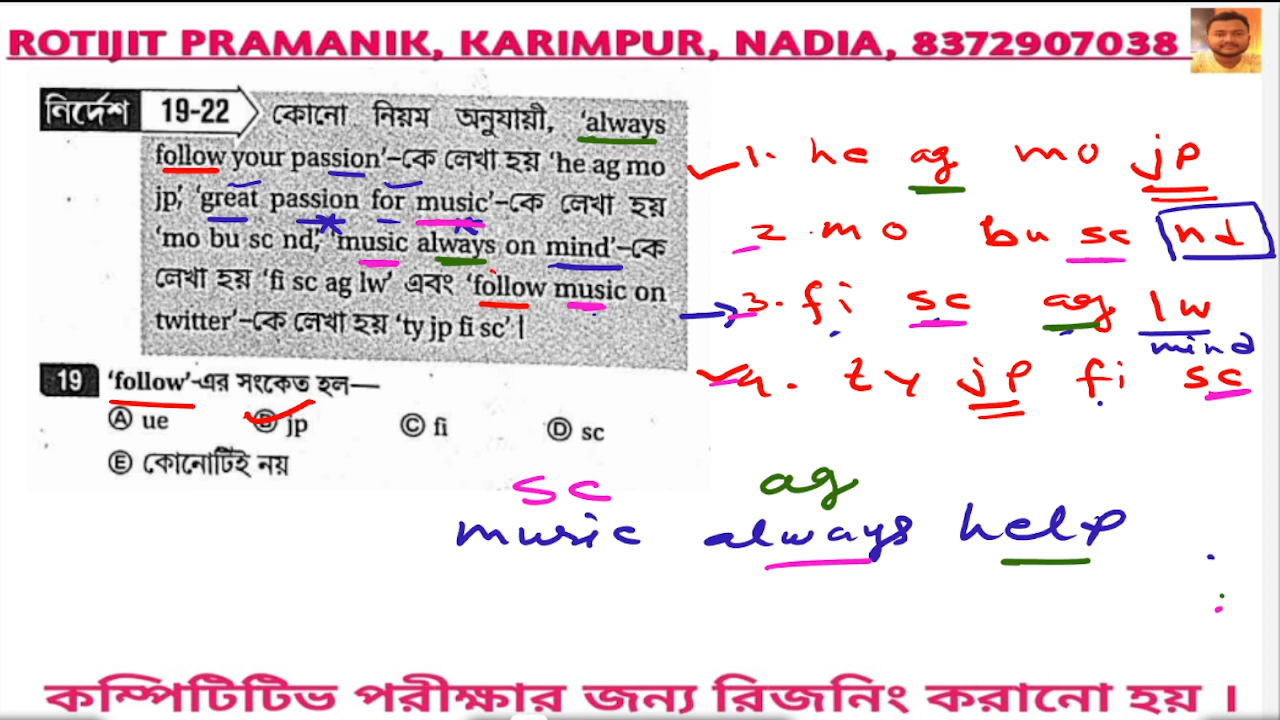 ROTIJIT PRAMANIK, KARIMPUR, NADIA, 8372907038
নির্দেশ 19-22 কোনো নিয়ম অনুযায়ী, 'always
follow your passion'–কে লেখা হয় 'he ag mo
jp', 'great passion for music'–কে লেখা হয়
'mo bu sc nd', 'music always on mind'–কে
লেখা হয় 'fi sc ag lw' এবং 'follow music on
twitter'–কে লেখা হয় 'ty jp fi sc' |
19 'follow'-এর সংকেত হল—
Ⓐ ue Ⓑ jp Ⓒ fi Ⓓ sc
Ⓔ কোনোটিই নয়
1. he ag mo jp
2. mo bu sc nd
3. fi sc ag lw
mind
4. ty jp fi sc
sc ag
music always help
কম্পিটিটিভ পরীক্ষার জন্য রিজনিং করানো হয় ।